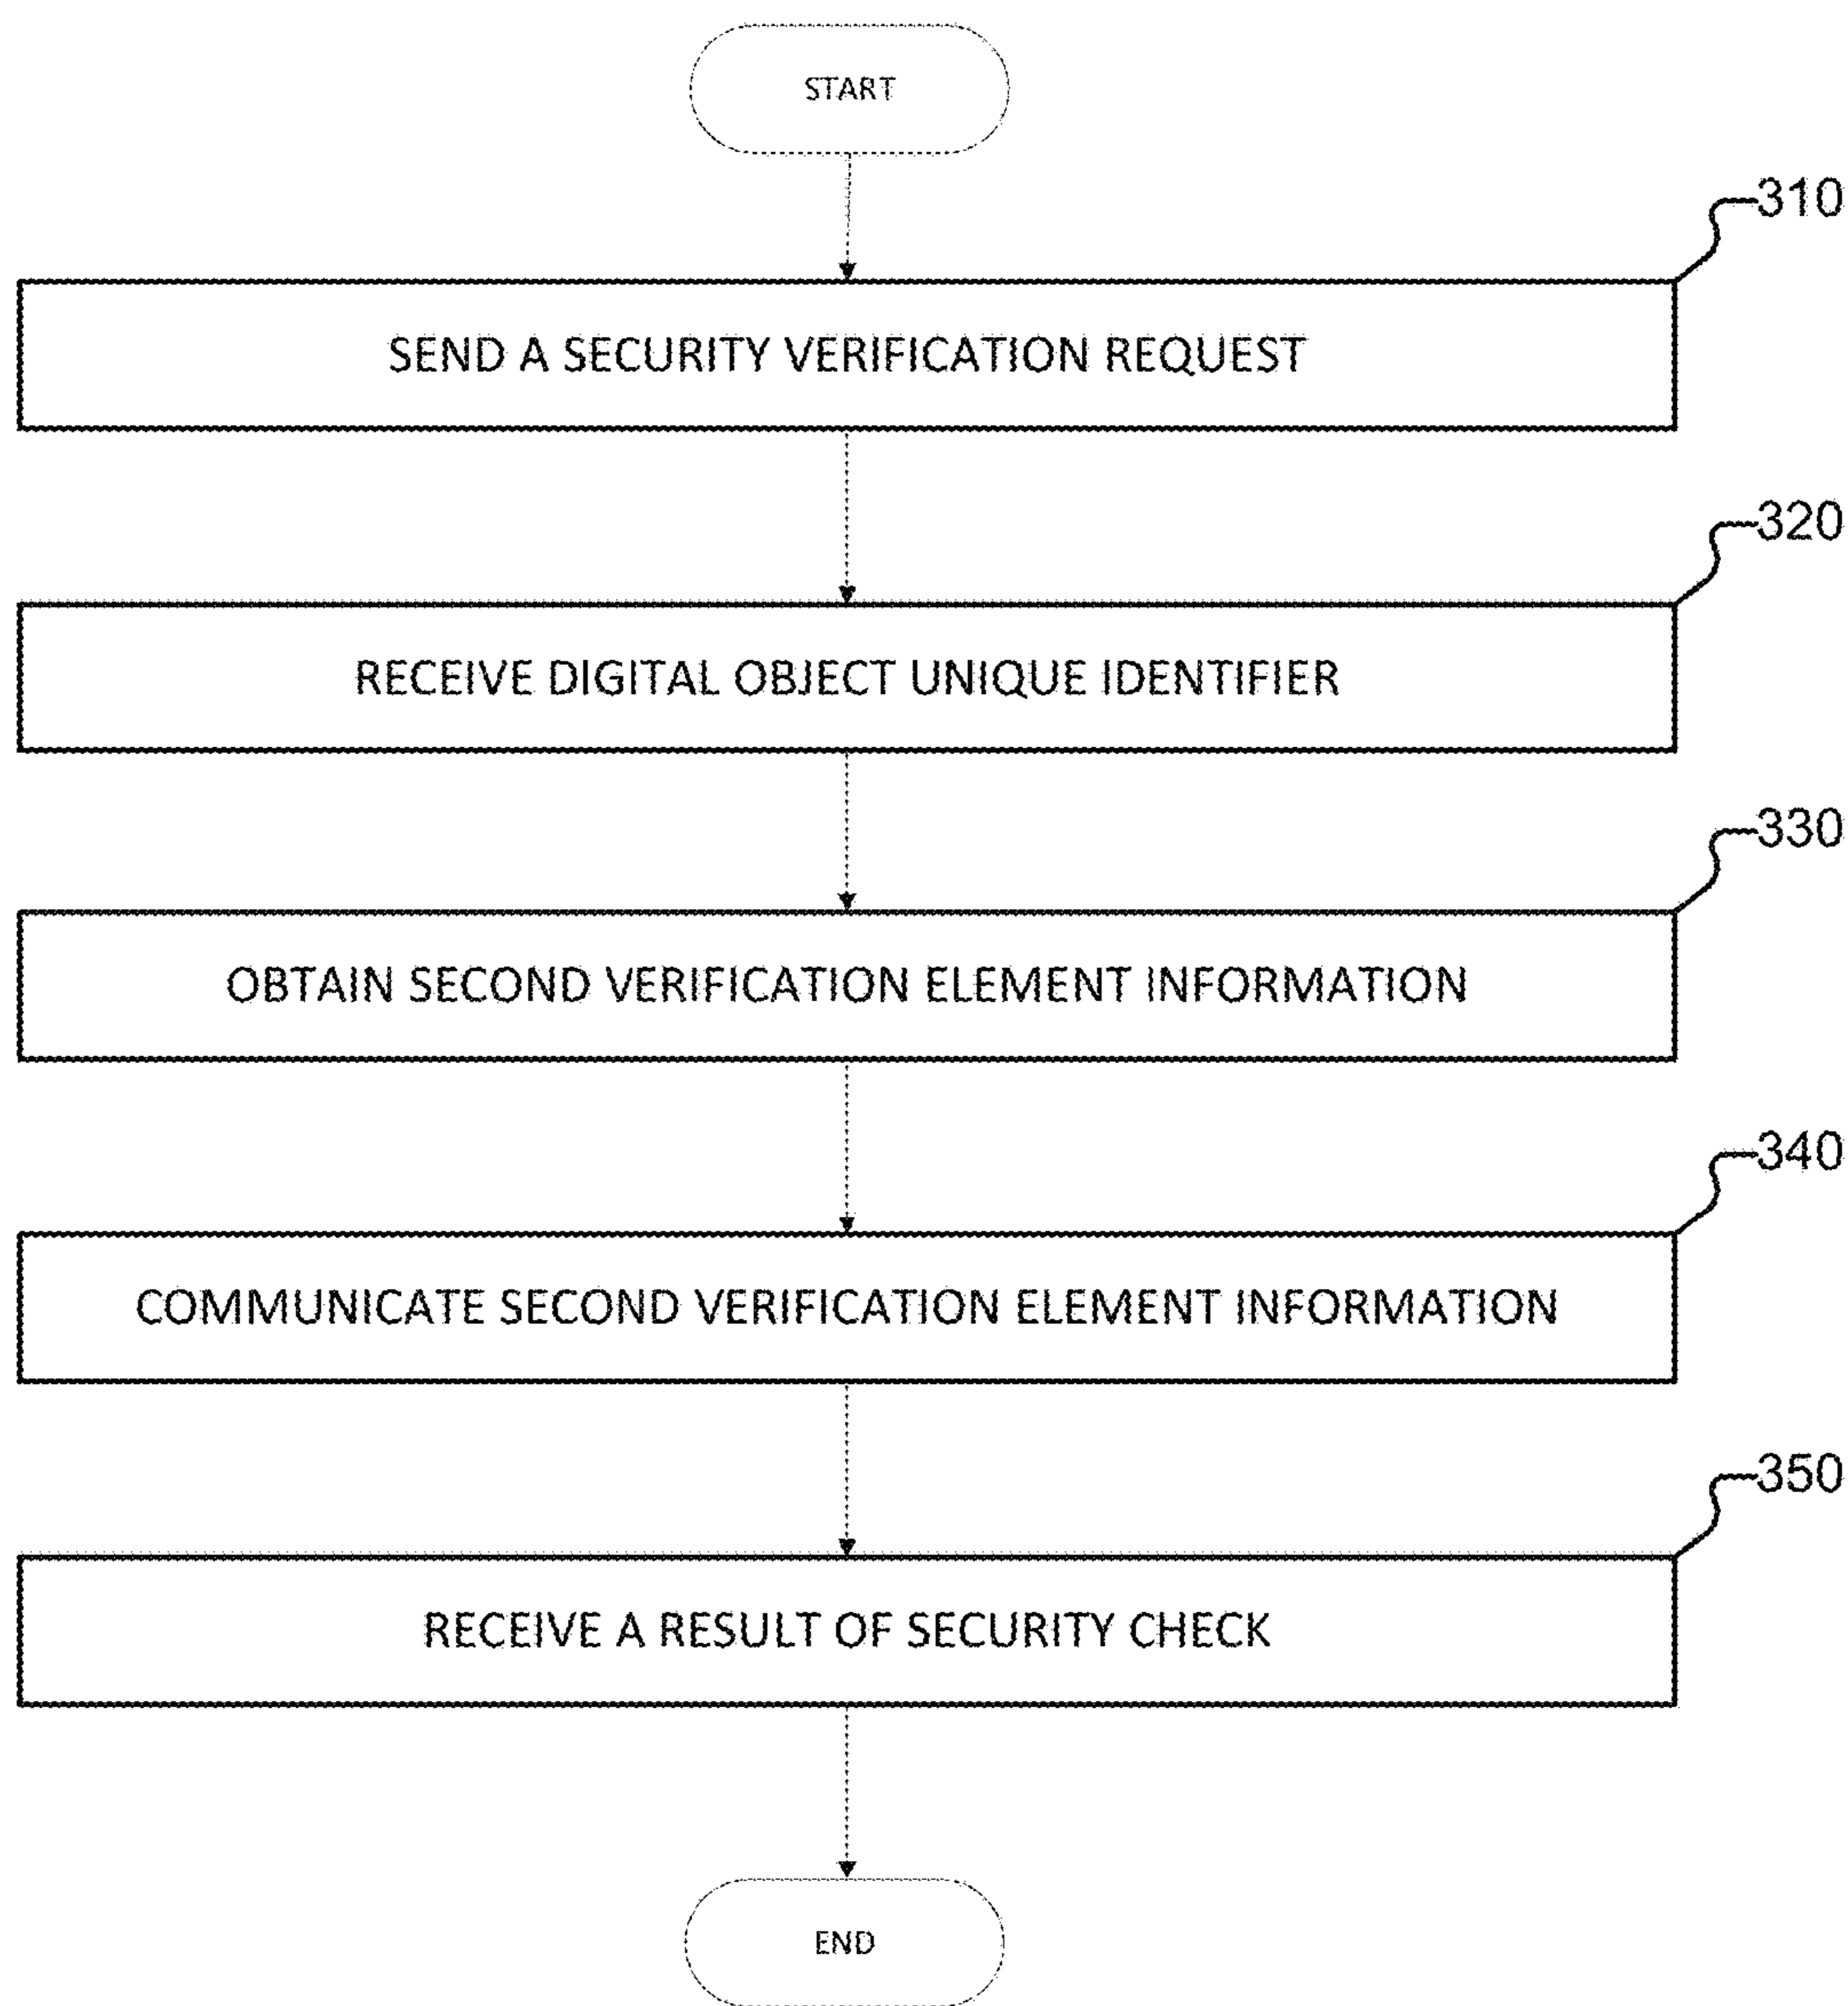 START
310
SEND A SECURITY VERIFICATION REQUEST
320
RECEIVE DIGITAL OBJECT UNIQUE IDENTIFIER
330
OBTAIN SECOND VERIFICATION ELEMENT INFORMATION
340
COMMUNICATE SECOND VERIFICATION ELEMENT INFORMATION
350
RECEIVE A RESULT OF SECURITY CHECK
END